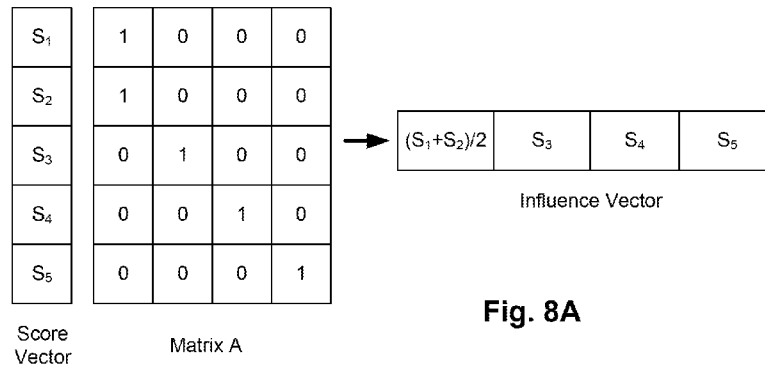 S₁ 1 0 0 0
S₂ 1 0 0 0
S₃ 0 1 0 0
S₄ 0 0 1 0
S₅ 0 0 0 1
Score
Vector
Matrix A
(S₁+S₂)/2 S₃ S₄ S₅
Influence Vector
Fig. 8A